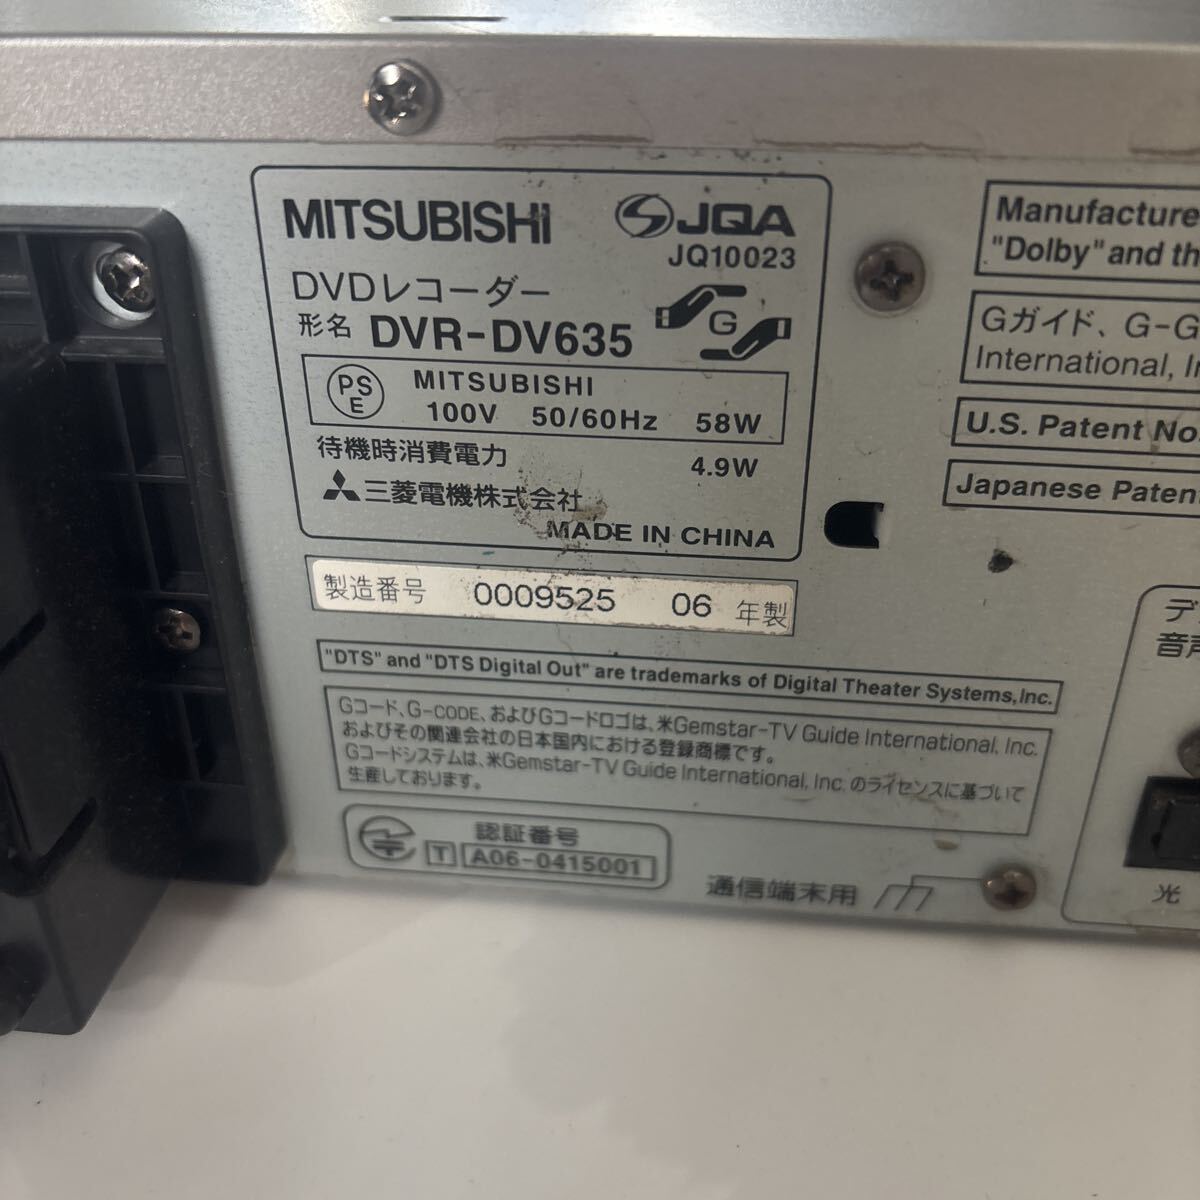 MITSUBISHI
JQA
JQ10023
DVDレコーダー
形名 DVR-DV635
G
PS
E
MITSUBISHI
100V 50/60Hz 58W
待機時消費電力 4.9W
三菱電機株式会社
MADE IN CHINA
製造番号 0009525 06 年製
"DTS" and "DTS Digital Out" are trademarks of Digital Theater Systems,Inc.
Gコード、G-CODE、およびGコードロゴは、米Gemstar-TV Guide International, Inc.
およびその関連会社の日本国内における登録商標です。
Gコードシステムは、米Gemstar-TV Guide International, Inc. のライセンスに基づいて
生産しております。
認証番号
T A06-0415001
通信端末用
Manufacture
"Dolby" and th
Gガイド、G-G
International, I
U.S. Patent No
Japanese Paten
デ
音声
光